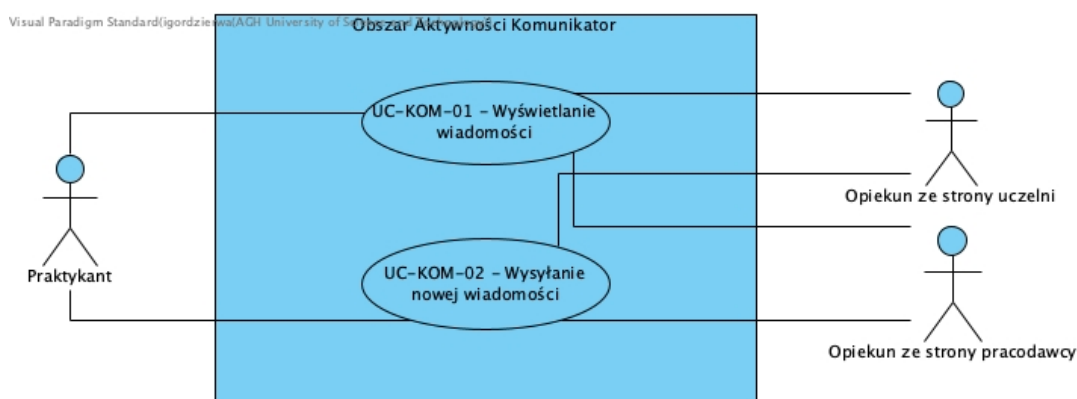 Visual Paradigm Standard(igordzierwa(AGH University of
Obszar Aktywności Komunikator
UC-KOM-01 - Wyświetlanie
wiadomości
Opiekun ze strony uczelni
Praktykant
UC-KOM-02 - Wysyłanie
nowej wiadomości
Opiekun ze strony pracodawcy